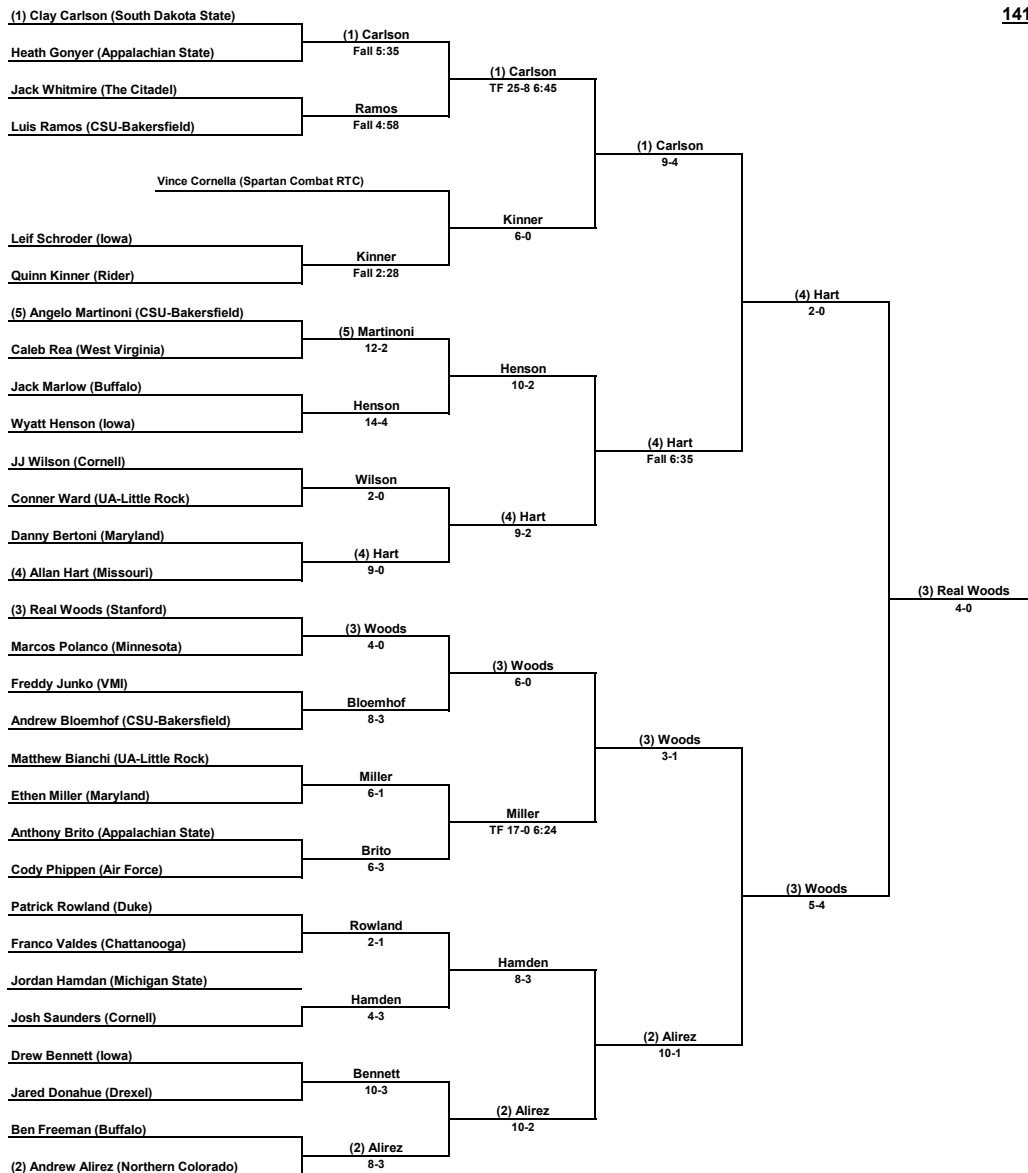 141
(1) Clay Carlson (South Dakota State)
Heath Gonyer (Appalachian State)
Jack Whitmire (The Citadel)
Luis Ramos (CSU-Bakersfield)
Vince Cornella (Spartan Combat RTC)
Leif Schroder (Iowa)
Quinn Kinner (Rider)
(5) Angelo Martinoni (CSU-Bakersfield)
Caleb Rea (West Virginia)
Jack Marlow (Buffalo)
Wyatt Henson (Iowa)
JJ Wilson (Cornell)
Conner Ward (UA-Little Rock)
Danny Bertoni (Maryland)
(4) Allan Hart (Missouri)
(3) Real Woods (Stanford)
Marcos Polanco (Minnesota)
Freddy Junko (VMI)
Andrew Bloemhof (CSU-Bakersfield)
Matthew Bianchi (UA-Little Rock)
Ethen Miller (Maryland)
Anthony Brito (Appalachian State)
Cody Phippen (Air Force)
Patrick Rowland (Duke)
Franco Valdes (Chattanooga)
Jordan Hamdan (Michigan State)
Josh Saunders (Cornell)
Drew Bennett (Iowa)
Jared Donahue (Drexel)
Ben Freeman (Buffalo)
(2) Andrew Alirez (Northern Colorado)
(1) Carlson
Fall 5:35
Ramos
Fall 4:58
Kinner
Fall 2:28
(5) Martinoni
12-2
Henson
14-4
Wilson
2-0
(4) Hart
9-0
(3) Woods
4-0
Bloemhof
8-3
Miller
6-1
Brito
6-3
Rowland
2-1
Hamden
4-3
Bennett
10-3
(2) Alirez
8-3
(1) Carlson
TF 25-8 6:45
Kinner
6-0
Henson
10-2
(4) Hart
9-2
(3) Woods
6-0
Miller
TF 17-0 6:24
Hamden
8-3
(2) Alirez
10-2
(1) Carlson
9-4
(4) Hart
Fall 6:35
(3) Woods
3-1
(2) Alirez
10-1
(4) Hart
2-0
(3) Woods
5-4
(3) Real Woods
4-0